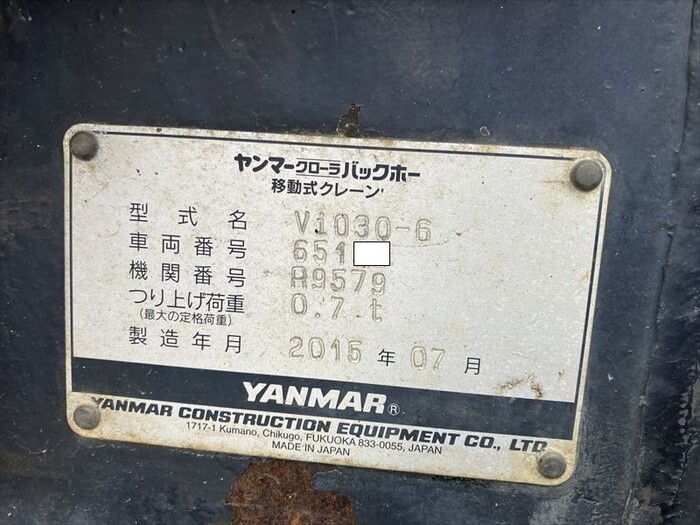 ヤンマークローラバックホー
移動式クレーン
型式名 Vi030-6
車両番号 651
機関番号 A9579
つり上げ荷重 0.7 t
(最大の定格荷重)
製造年月 2015 年 07 月
YANMAR®
YANMAR CONSTRUCTION EQUIPMENT CO., LTD.
1717-1 Kumano, Chikugo, FUKUOKA 833-0055, JAPAN
MADE IN JAPAN